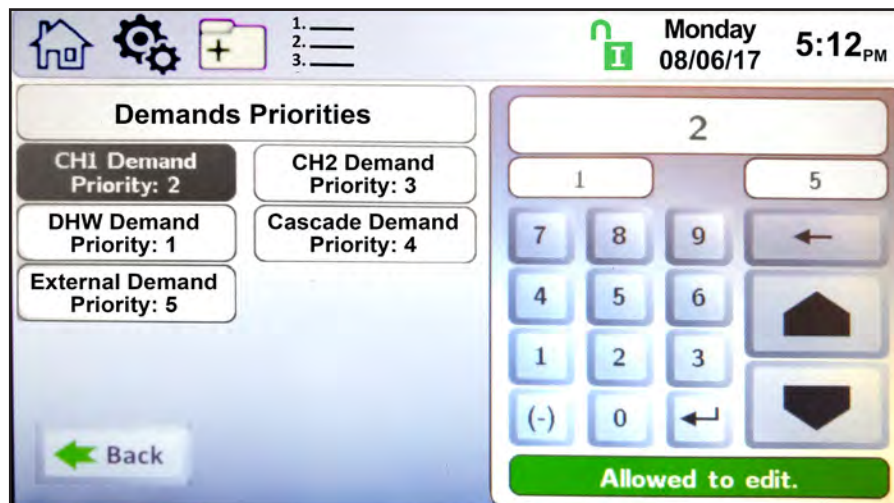 1.
2.
3.
I
Monday
08/06/17
5:12PM
Demands Priorities
CH1 Demand
Priority: 2
CH2 Demand
Priority: 3
DHW Demand
Priority: 1
Cascade Demand
Priority: 4
External Demand
Priority: 5
Back
2
1 5
7 8 9
4 5 6
1 2 3
(-) 0
Allowed to edit.